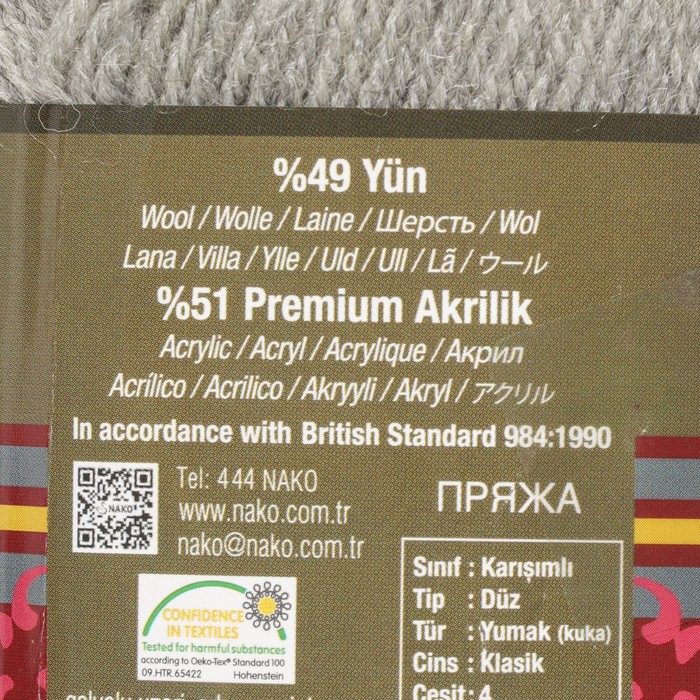 %49 Yün
Wool / Wolle / Laine / Шерсть / Wol
Lana / Villa / Ylle / Uld / Ull / Lã / ウール
%51 Premium Akrilik
Acrylic / Acryl / Acrylique / Акрил
Acrílico / Acrilico / Akryyli / Akryl / アクリル
In accordance with British Standard 984:1990
NAKO
Tel: 444 NAKO
www.nako.com.tr
nako@nako.com.tr
ПРЯЖА
Sınıf : Karışımlı
Tip : Düz
Tür : Yumak (kuka)
Cins : Klasik
Çeşit : 4
CONFIDENCE
IN TEXTILES
Tested for harmful substances
according to Oeko-Tex® Standard 100
09.HTR.65422 Hohenstein